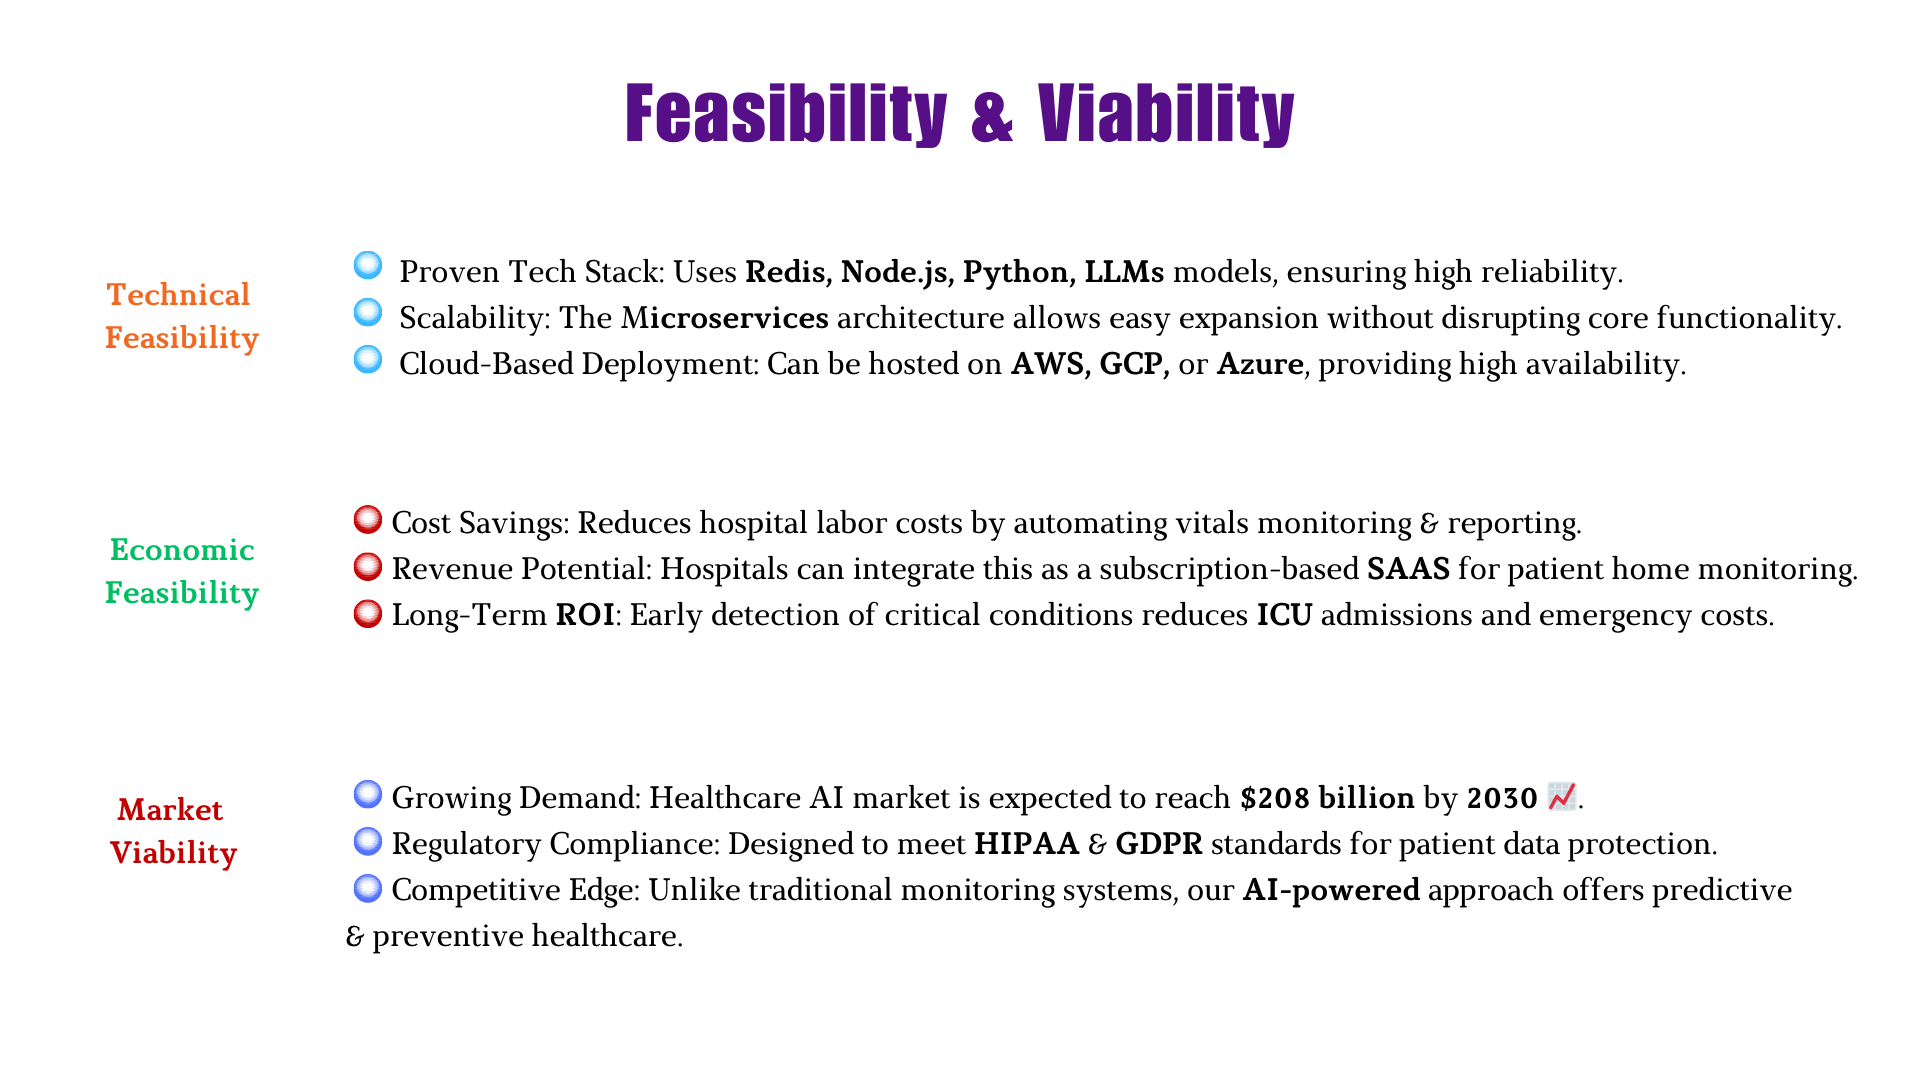 Feasibility & Viability
Technical
Feasibility
Proven Tech Stack: Uses Redis, Node.js, Python, LLMs models, ensuring high reliability.
Scalability: The Microservices architecture allows easy expansion without disrupting core functionality.
Cloud-Based Deployment: Can be hosted on AWS, GCP, or Azure, providing high availability.
Economic
Feasibility
Cost Savings: Reduces hospital labor costs by automating vitals monitoring & reporting.
Revenue Potential: Hospitals can integrate this as a subscription-based SAAS for patient home monitoring.
Long-Term ROI: Early detection of critical conditions reduces ICU admissions and emergency costs.
Market
Viability
Growing Demand: Healthcare AI market is expected to reach $208 billion by 2030 📈.
Regulatory Compliance: Designed to meet HIPAA & GDPR standards for patient data protection.
Competitive Edge: Unlike traditional monitoring systems, our AI-powered approach offers predictive
& preventive healthcare.